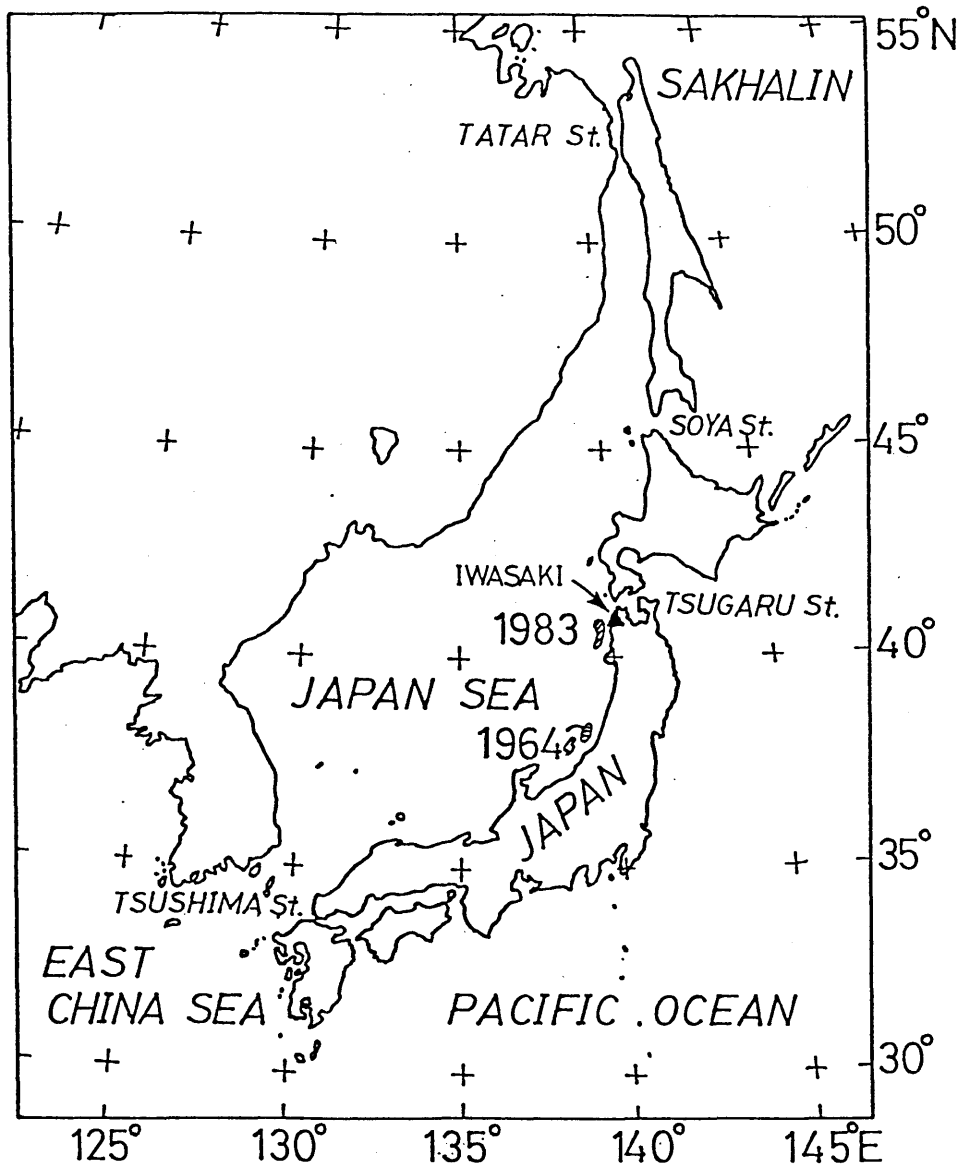 55°N
SAKHALIN
TATAR St.
50°
SOYA St.
45°
IWASAKI
TSUGARU St.
1983
40°
JAPAN SEA
1964
JAPAN
35°
TSUSHIMA St.
EAST
CHINA SEA
PACIFIC OCEAN
30°
125° 130° 135° 140° 145°E